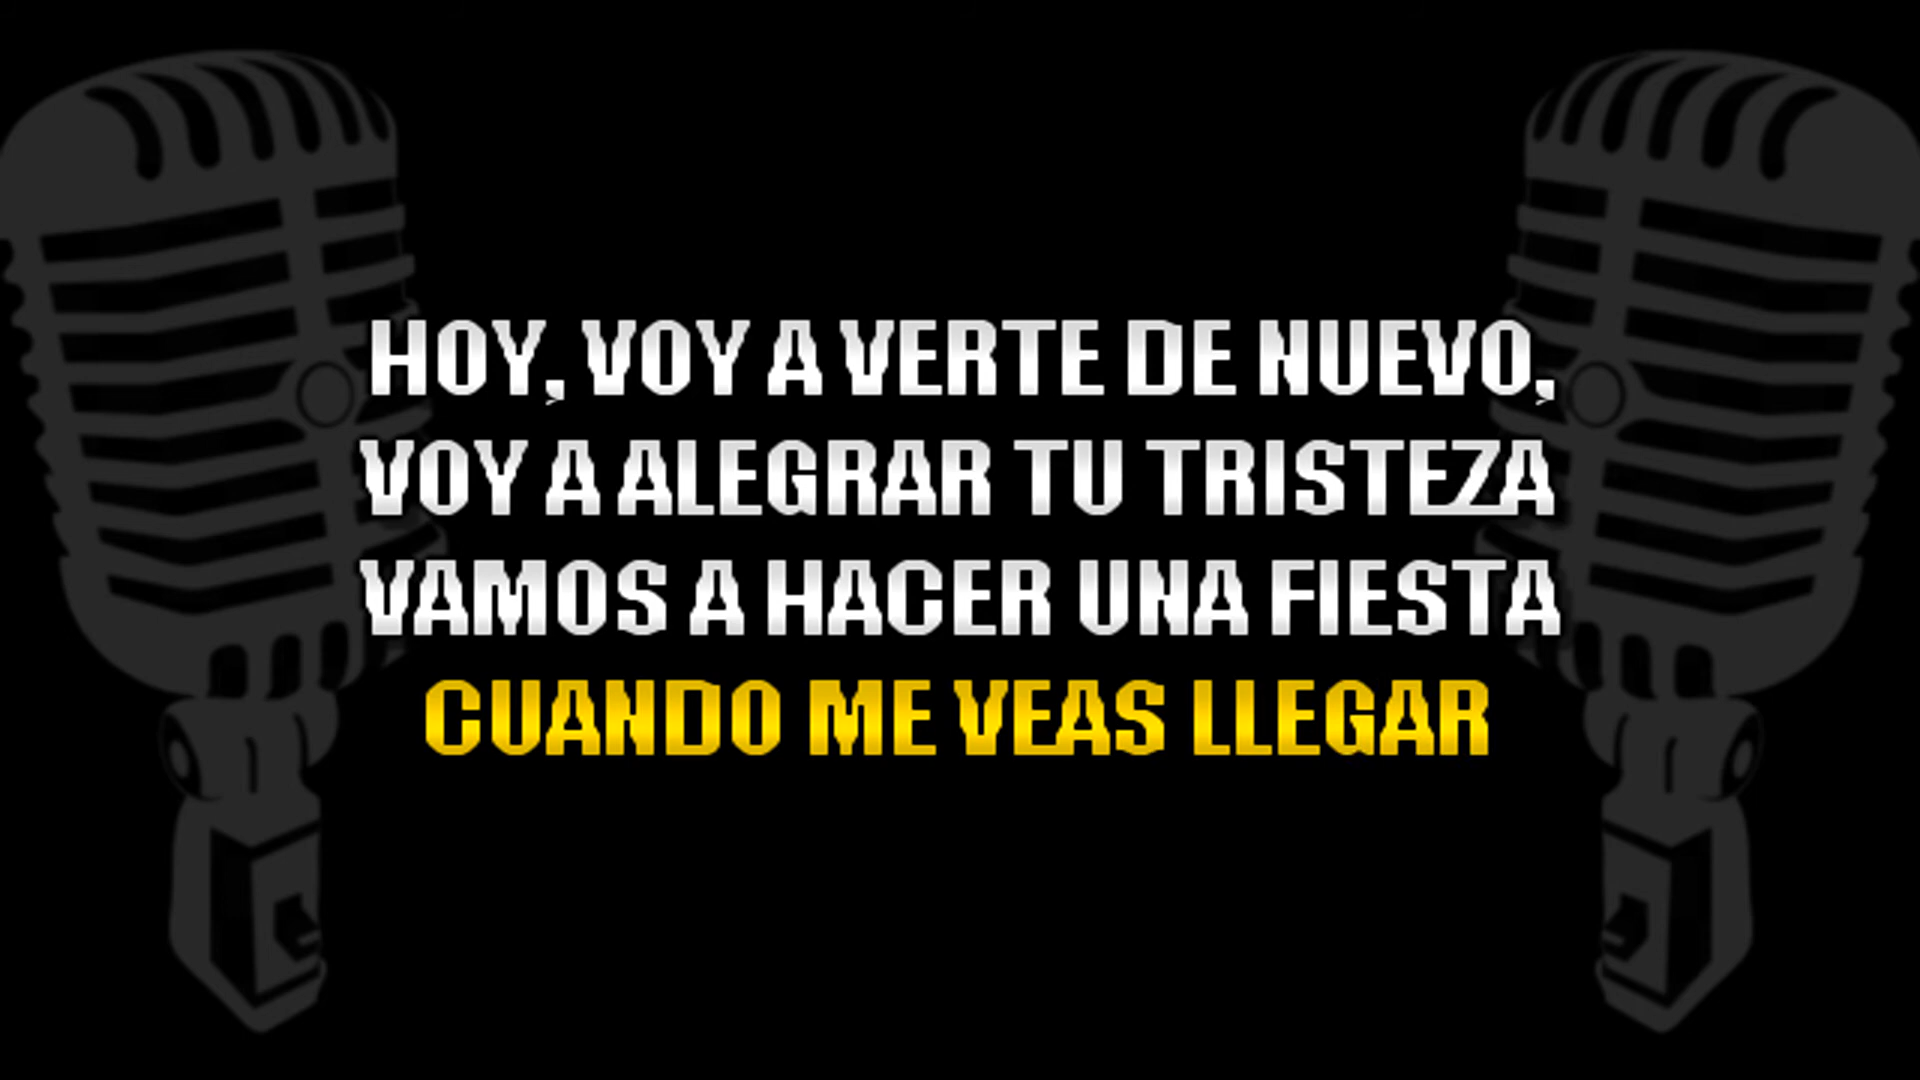 HOY, VOY A VERTE DE NUEVO,
VOY A ALEGRAR TU TRISTEZA
VAMOS A HACER UNA FIESTA
CUANDO ME VEAS LLEGAR